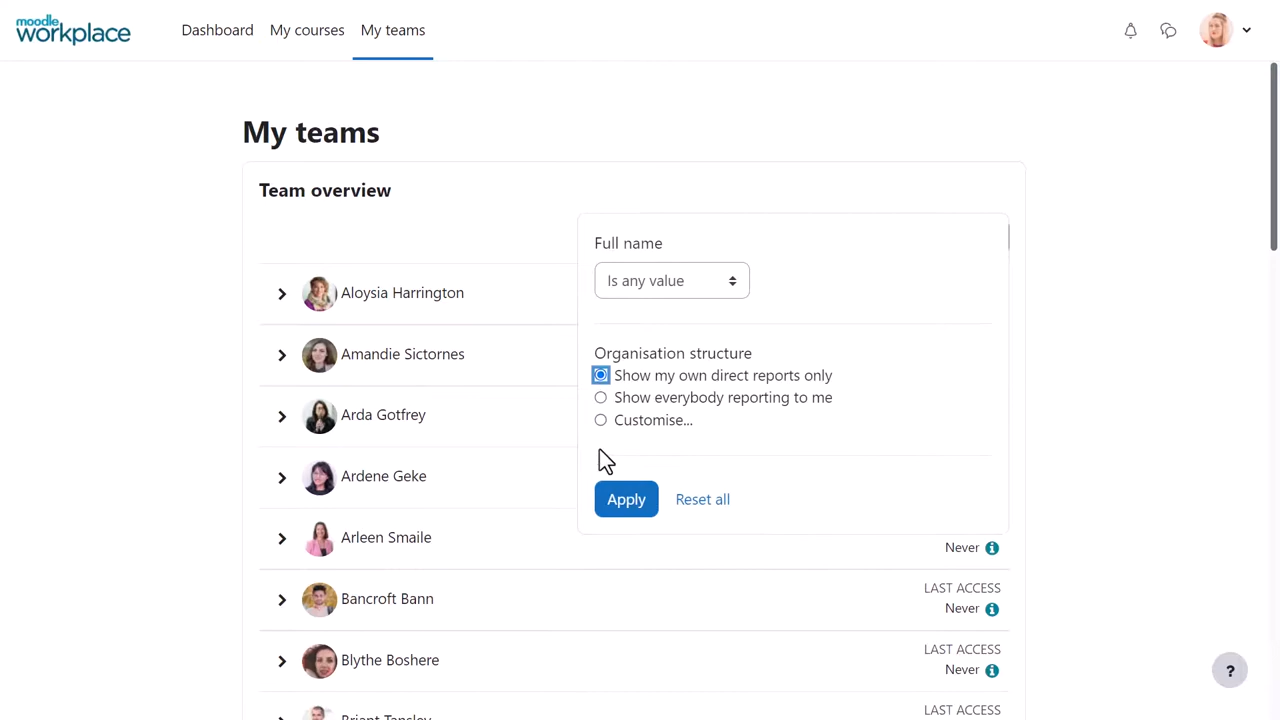 moodle
workplace
Dashboard My courses My teams
My teams
Team overview
Full name
Is any value
Organisation structure
Show my own direct reports only
Show everybody reporting to me
Customise...
Apply Reset all
Aloysia Harrington
Amandie Sictornes
Arda Gotfrey
Ardene Geke
Arleen Smaile
Never
Bancroft Bann
LAST ACCESS
Never
Blythe Boshere
LAST ACCESS
Never
Briant Tansley
LAST ACCESS
?